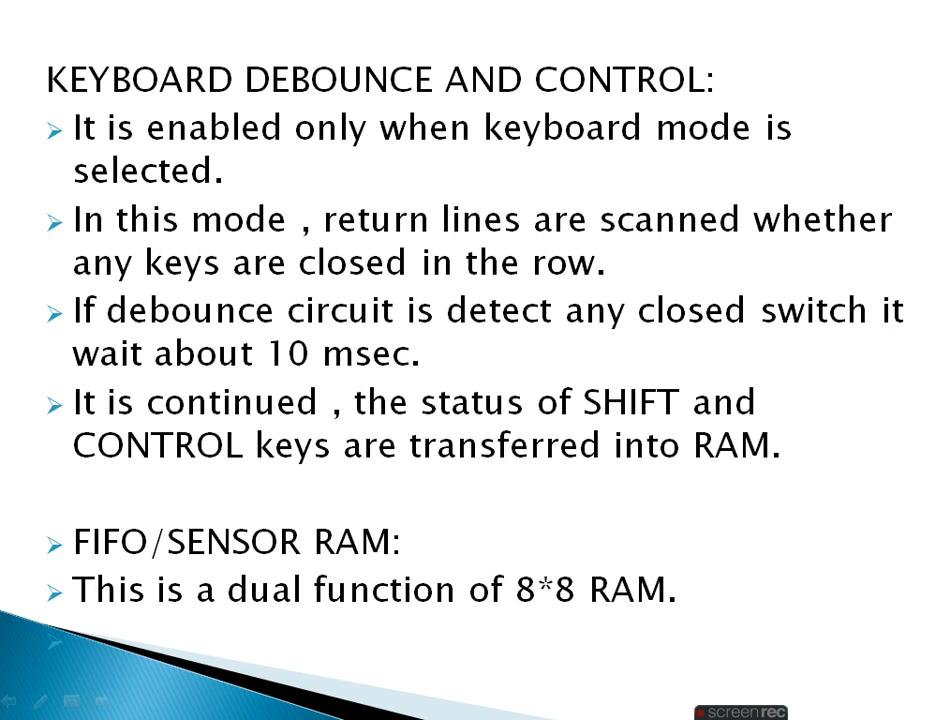 KEYBOARD DEBOUNCE AND CONTROL:
It is enabled only when keyboard mode is
selected.
In this mode , return lines are scanned whether
any keys are closed in the row.
If debounce circuit is detect any closed switch it
wait about 10 msec.
It is continued , the status of SHIFT and
CONTROL keys are transferred into RAM.
FIFO/SENSOR RAM:
This is a dual function of 8*8 RAM.
screenrec